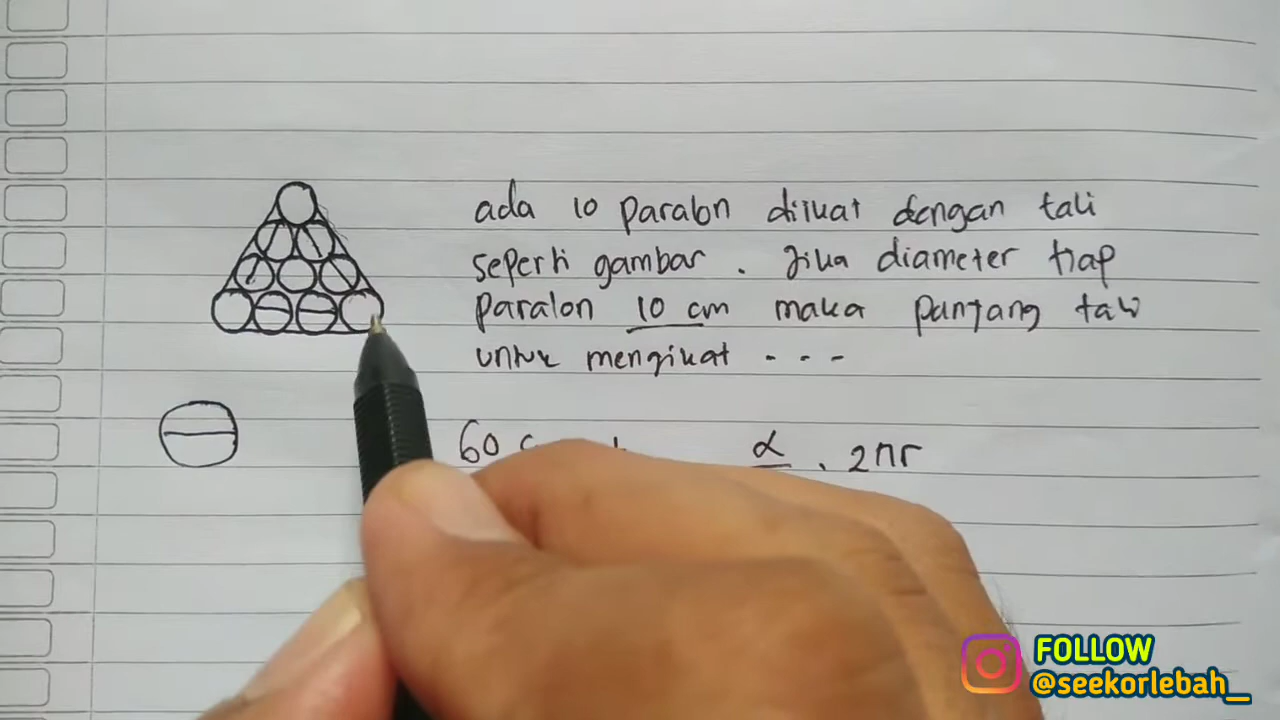 ada 10 paralon diikat dengan tali
seperti gambar. Jika diameter tiap
paralon 10 cm maka panjang tali
untuk mengikat ---
60 α . 2πr
FOLLOW
@seekorlebah_